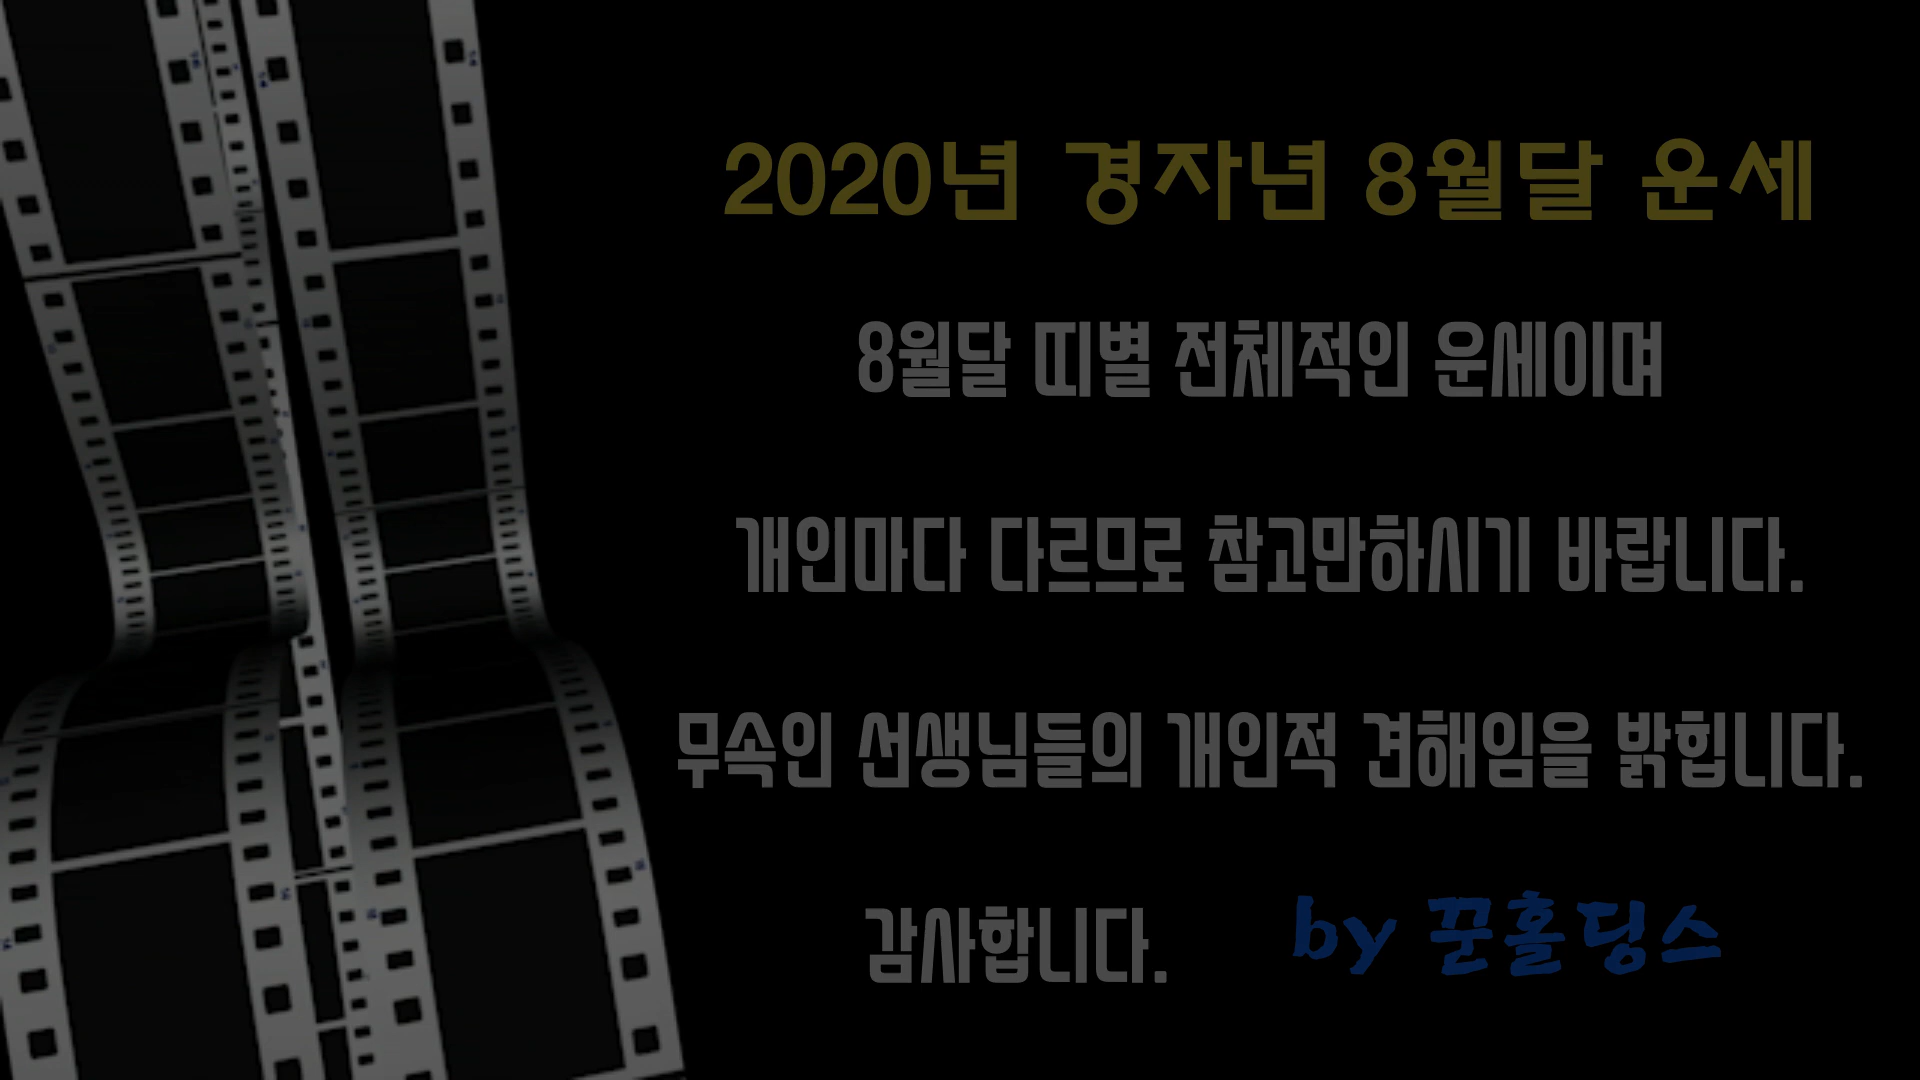 2020년 경자년 8월달 운세
8월달 띠별 전체적인 운세이며
개인마다 다르므로 참고만하시기 바랍니다.
무속인 선생님들의 개인적 견해임을 밝힙니다.
감사합니다. by 꾼홀딩스